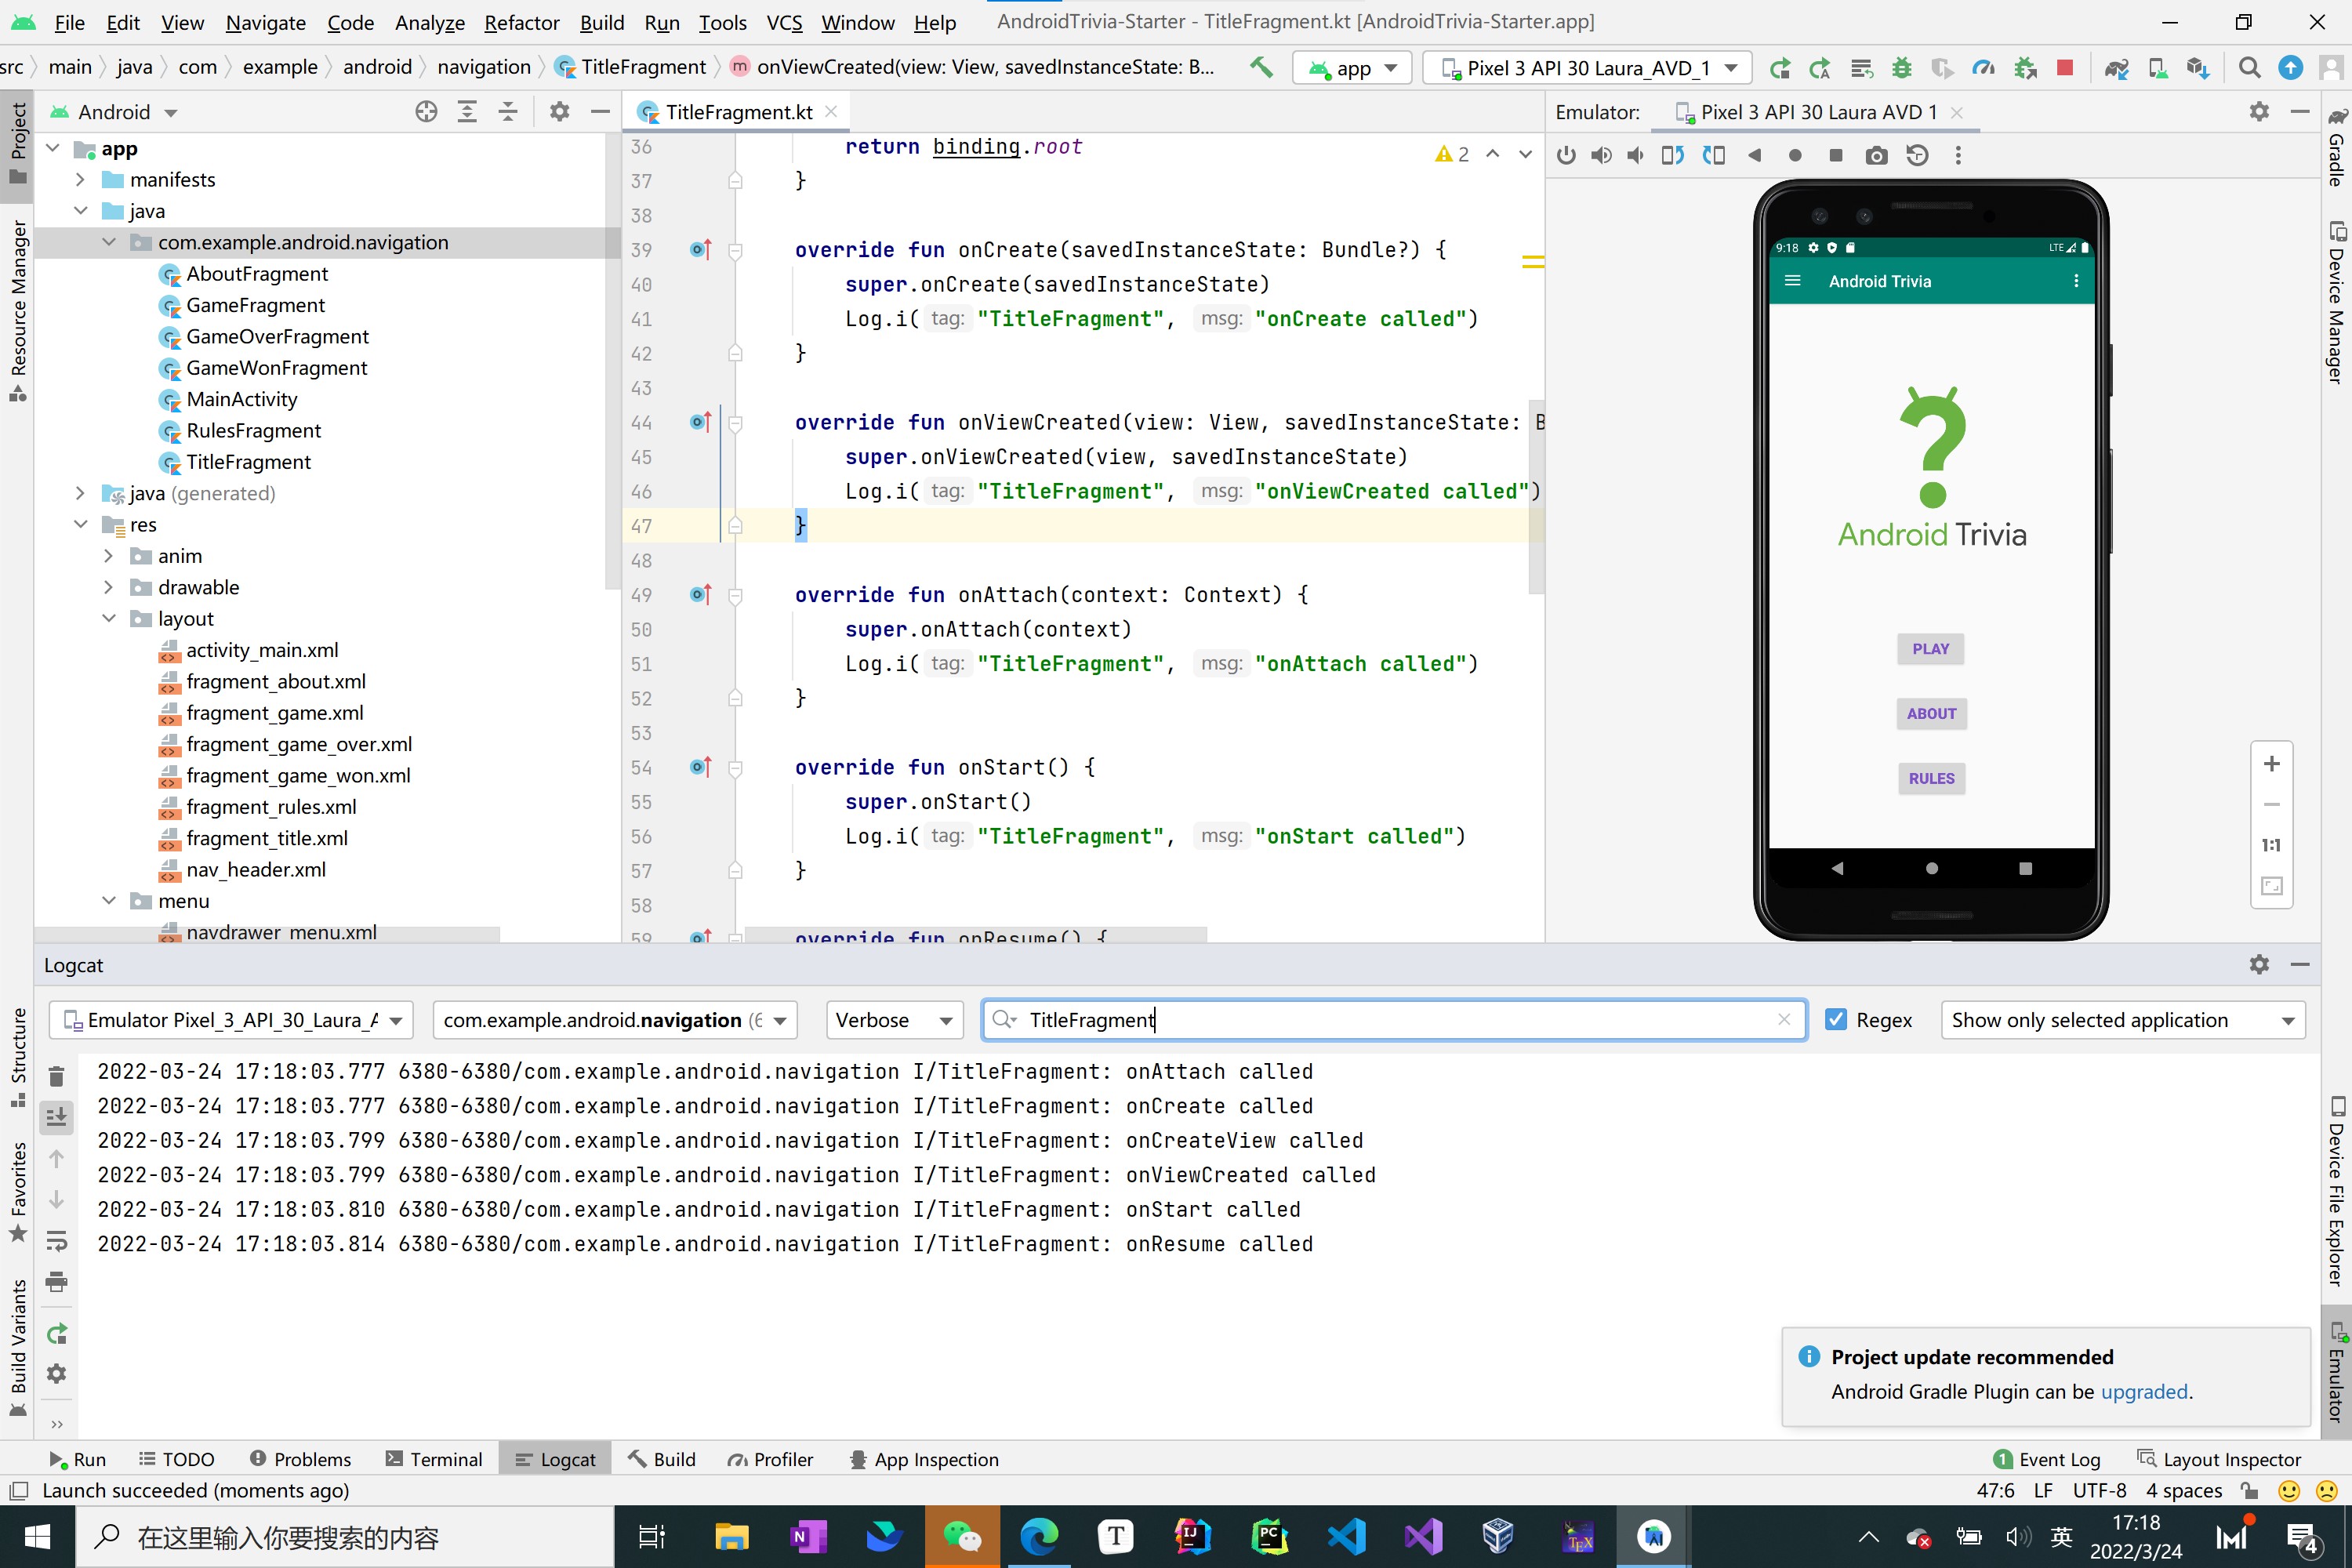 File Edit View Navigate Code Analyze Refactor Build Run Tools VCS Window Help AndroidTrivia-Starter - TitleFragment.kt [AndroidTrivia-Starter.app]
src main java com example android navigation TitleFragment onViewCreated(view: View, savedInstanceState: B... app Pixel 3 API 30 Laura_AVD_1
Project
Resource Manager
Structure
Favorites
Build Variants
Android
app
manifests
java
com.example.android.navigation
AboutFragment
GameFragment
GameOverFragment
GameWonFragment
MainActivity
RulesFragment
TitleFragment
java (generated)
res
anim
drawable
layout
activity_main.xml
fragment_about.xml
fragment_game.xml
fragment_game_over.xml
fragment_game_won.xml
fragment_rules.xml
fragment_title.xml
nav_header.xml
menu
navdrawer_menu.xml
TitleFragment.kt
2
36 return binding.root
37 }
38
39 override fun onCreate(savedInstanceState: Bundle?) {
40 super.onCreate(savedInstanceState)
41 Log.i( tag: "TitleFragment", msg: "onCreate called")
42 }
43
44 override fun onViewCreated(view: View, savedInstanceState: B
45 super.onViewCreated(view, savedInstanceState)
46 Log.i( tag: "TitleFragment", msg: "onViewCreated called")
47 }
48
49 override fun onAttach(context: Context) {
50 super.onAttach(context)
51 Log.i( tag: "TitleFragment", msg: "onAttach called")
52 }
53
54 override fun onStart() {
55 super.onStart()
56 Log.i( tag: "TitleFragment", msg: "onStart called")
57 }
58
59 override fun onResume() {
Emulator: Pixel 3 API 30 Laura AVD 1
9:18 LTE
Android Trivia
Android Trivia
PLAY
ABOUT
RULES
1:1
Gradle
Device Manager
Device File Explorer
Emulator
Logcat
Emulator Pixel_3_API_30_Laura_A com.example.android.navigation (6 Verbose TitleFragment Regex Show only selected application
2022-03-24 17:18:03.777 6380-6380/com.example.android.navigation I/TitleFragment: onAttach called
2022-03-24 17:18:03.777 6380-6380/com.example.android.navigation I/TitleFragment: onCreate called
2022-03-24 17:18:03.799 6380-6380/com.example.android.navigation I/TitleFragment: onCreateView called
2022-03-24 17:18:03.799 6380-6380/com.example.android.navigation I/TitleFragment: onViewCreated called
2022-03-24 17:18:03.810 6380-6380/com.example.android.navigation I/TitleFragment: onStart called
2022-03-24 17:18:03.814 6380-6380/com.example.android.navigation I/TitleFragment: onResume called
Project update recommended
Android Gradle Plugin can be upgraded.
Run TODO Problems Terminal Logcat Build Profiler App Inspection 1 Event Log Layout Inspector
Launch succeeded (moments ago) 47:6 LF UTF-8 4 spaces
在这里输入你要搜索的内容
N T IJ PC TEX
英 17:18
2022/3/24
4